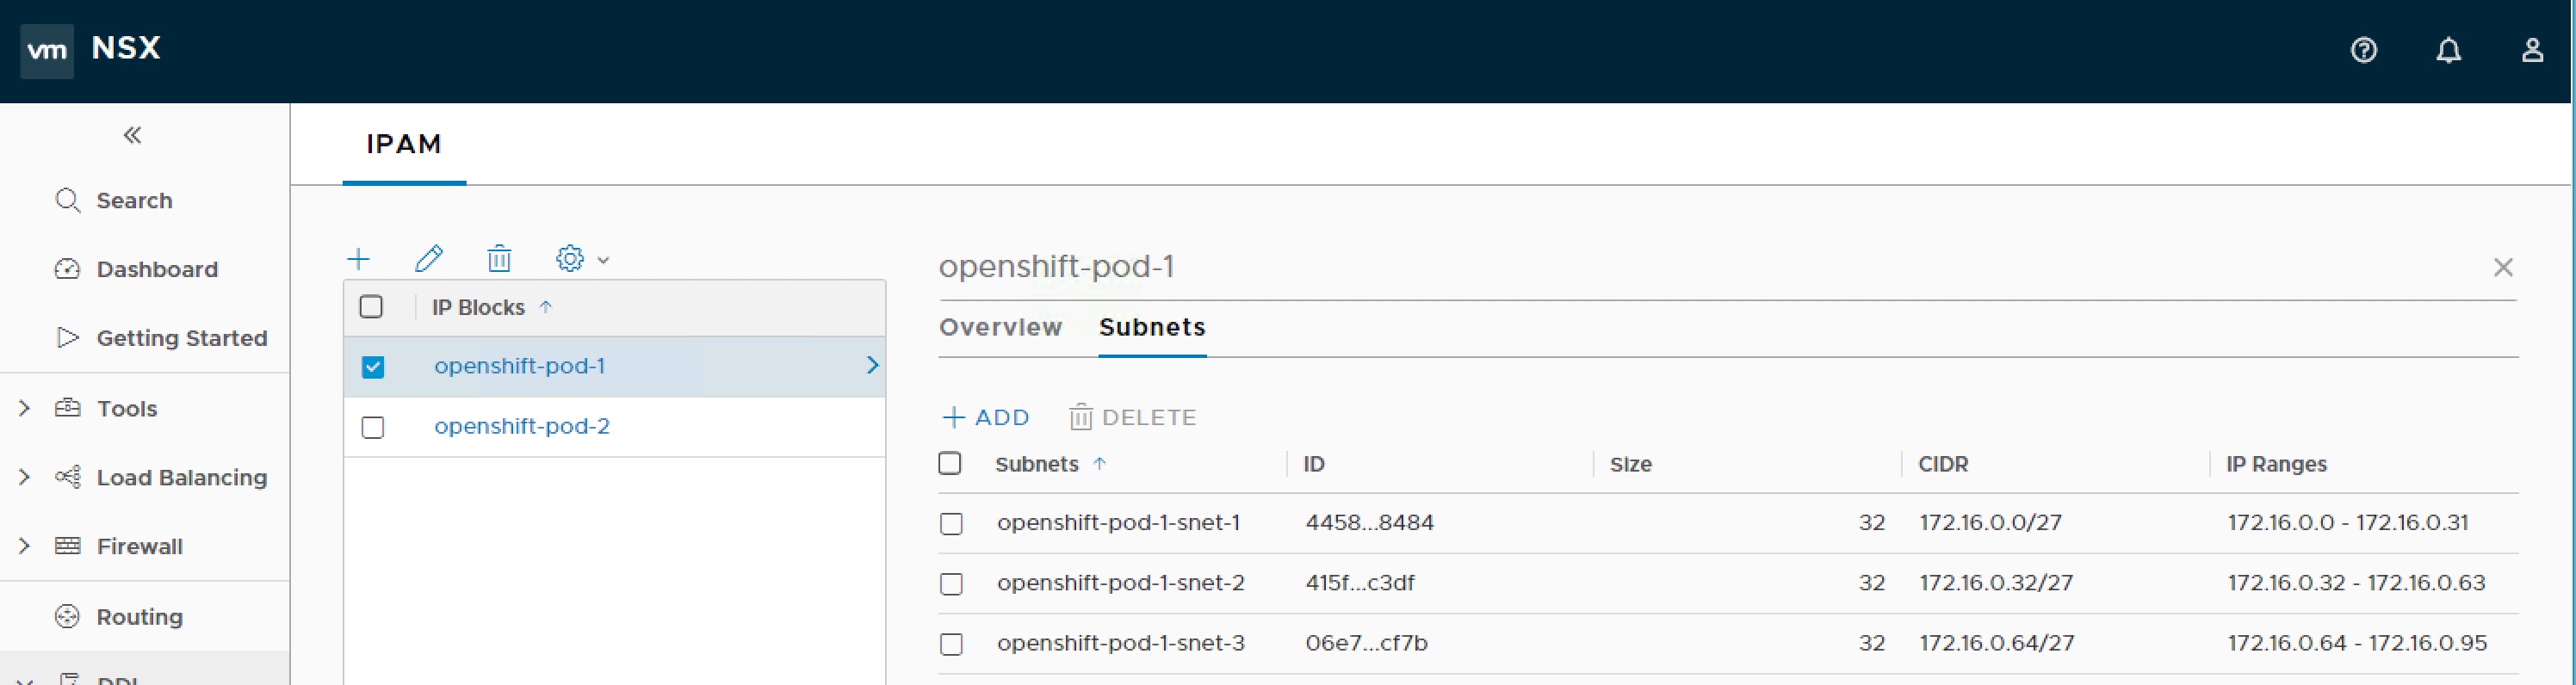 vm NSX
IPAM
Search
Dashboard
Getting Started
Tools
Load Balancing
Firewall
Routing
IP Blocks
openshift-pod-1
openshift-pod-2
openshift-pod-1
Overview Subnets
ADD DELETE
Subnets ID Size CIDR IP Ranges
openshift-pod-1-snet-1 4458...8484 32 172.16.0.0/27 172.16.0.0 - 172.16.0.31
openshift-pod-1-snet-2 415f...c3df 32 172.16.0.32/27 172.16.0.32 - 172.16.0.63
openshift-pod-1-snet-3 06e7...cf7b 32 172.16.0.64/27 172.16.0.64 - 172.16.0.95